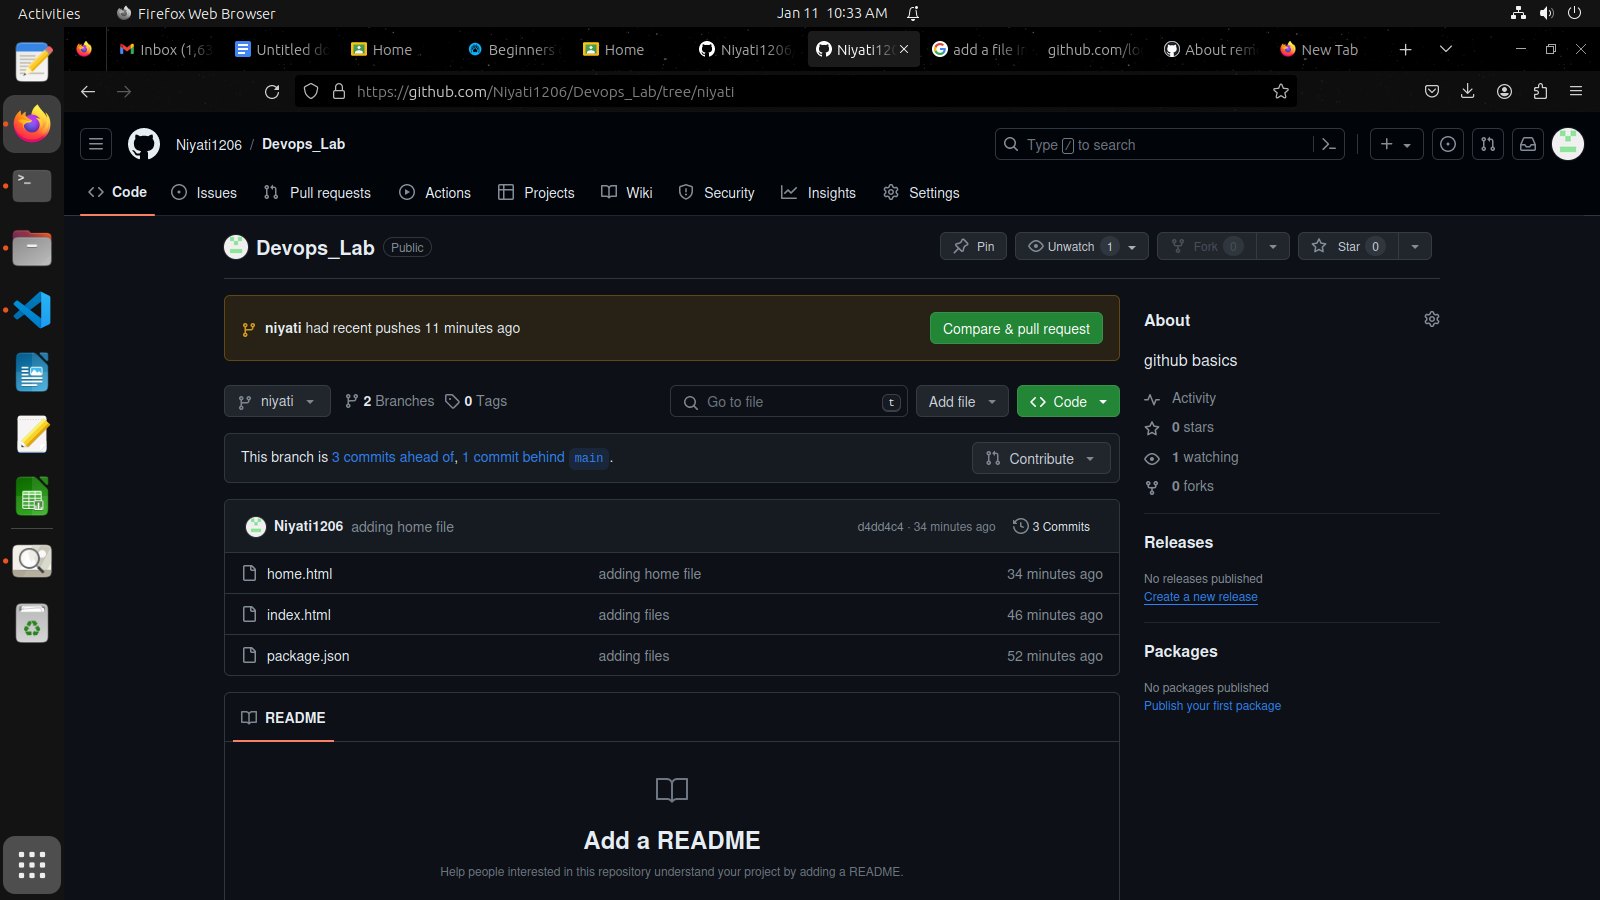 Activities Firefox Web Browser Jan 11 10:33 AM
Inbox (1,63 Untitled do Home Beginners Home Niyati1206 Niyati120 add a file in github.com/lo About rem New Tab
https://github.com/Niyati1206/Devops_Lab/tree/niyati
Niyati1206 / Devops_Lab Type / to search
Code Issues Pull requests Actions Projects Wiki Security Insights Settings
Devops_Lab Public Pin Unwatch 1 Fork 0 Star 0
niyati had recent pushes 11 minutes ago Compare & pull request
niyati 2 Branches 0 Tags Go to file t Add file Code
This branch is 3 commits ahead of, 1 commit behind main.
Contribute
Niyati1206 adding home file d4dd4c4 · 34 minutes ago 3 Commits
home.html adding home file 34 minutes ago
index.html adding files 46 minutes ago
package.json adding files 52 minutes ago
README
Add a README
Help people interested in this repository understand your project by adding a README.
About
github basics
Activity
0 stars
1 watching
0 forks
Releases
No releases published
Create a new release
Packages
No packages published
Publish your first package